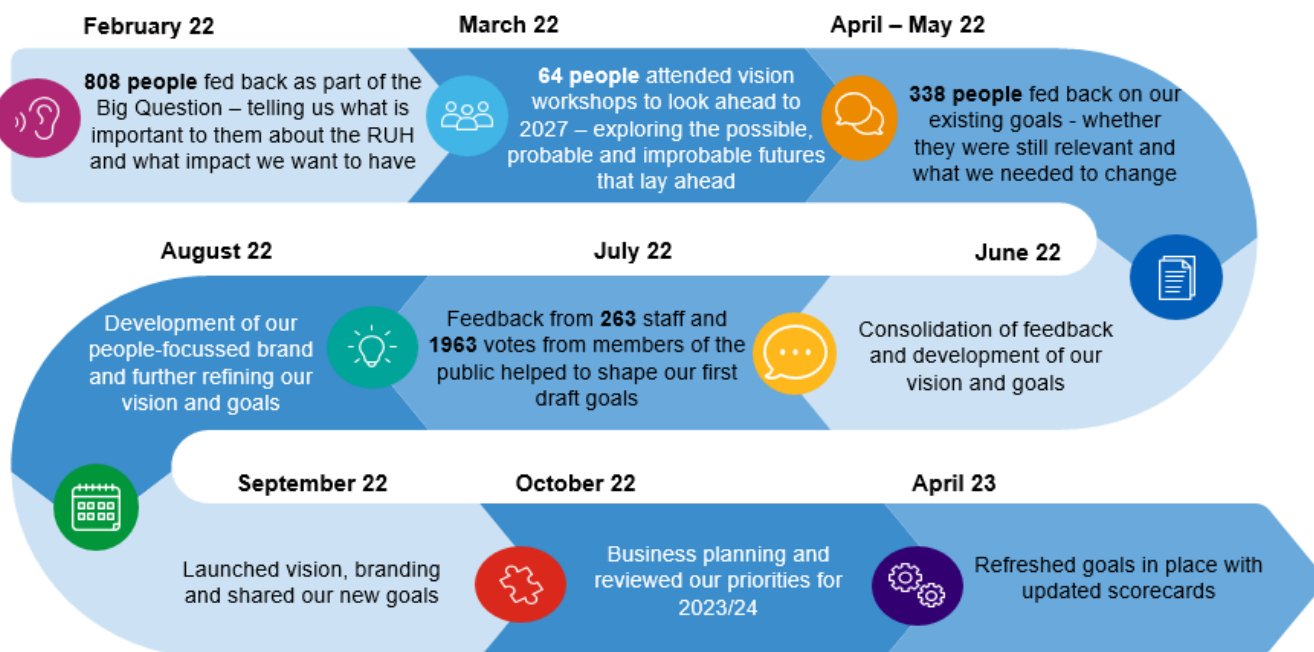 February 22
808 people fed back as part of the
Big Question – telling us what is
important to them about the RUH
and what impact we want to have
March 22
64 people attended vision
workshops to look ahead to
2027 – exploring the possible,
probable and improbable futures
that lay ahead
April – May 22
338 people fed back on our
existing goals - whether
they were still relevant and
what we needed to change
June 22
Consolidation of feedback
and development of our
vision and goals
July 22
Feedback from 263 staff and
1963 votes from members of the
public helped to shape our first
draft goals
August 22
Development of our
people-focussed brand
and further refining our
vision and goals
September 22
Launched vision, branding
and shared our new goals
October 22
Business planning and
reviewed our priorities for
2023/24
April 23
Refreshed goals in place with
updated scorecards